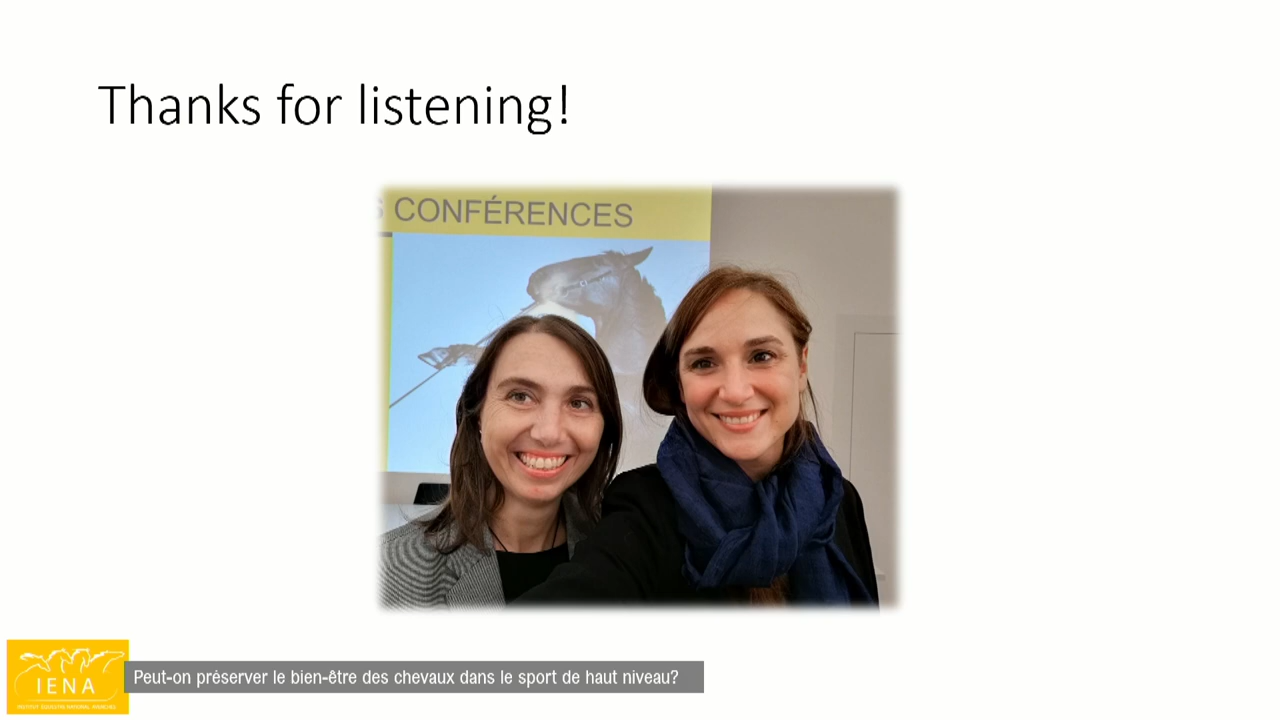 Thanks for listening!
CONFÉRENCES
Peut-on préserver le bien-être des chevaux dans le sport de haut niveau?
IENA